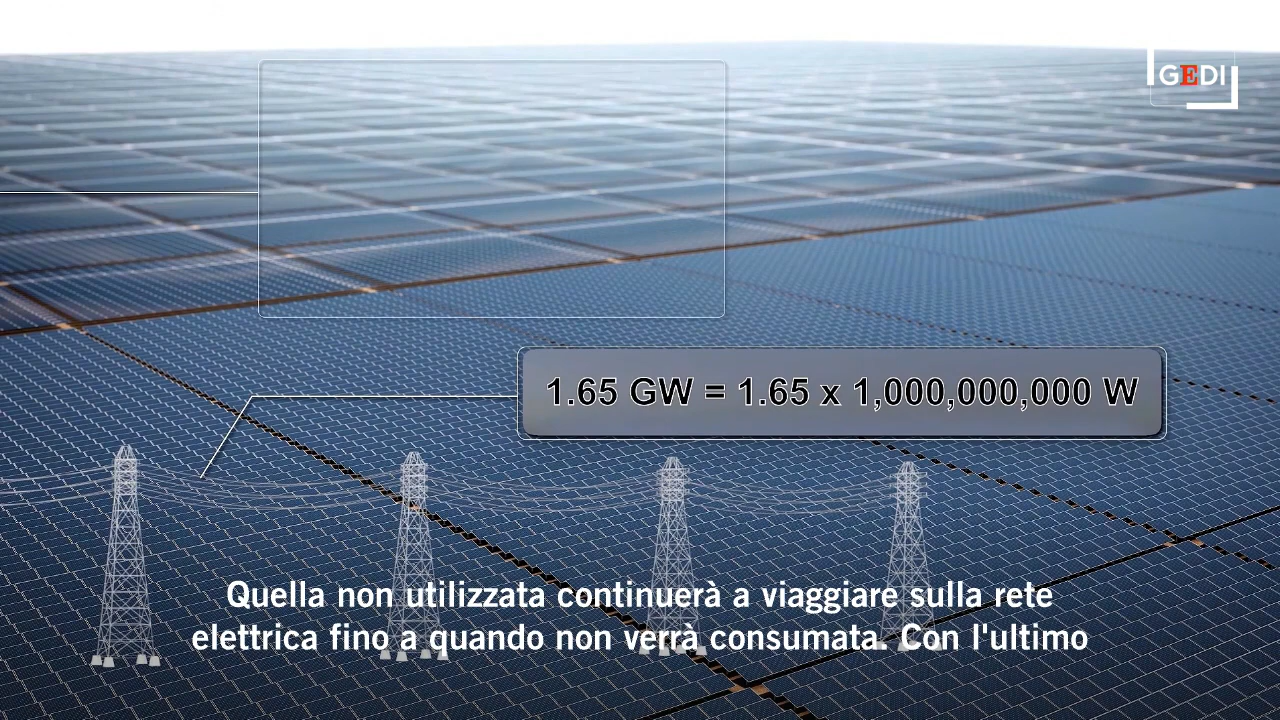 GEDI
1.65 GW = 1.65 x 1,000,000,000 W
Quella non utilizzata continuerà a viaggiare sulla rete
elettrica fino a quando non verrà consumata. Con l'ultimo